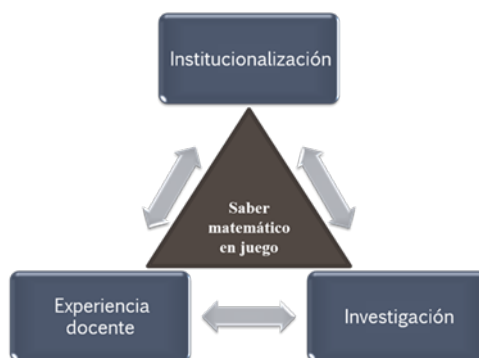 Institucionalización
Saber
matemático
en juego
Experiencia
docente
Investigación